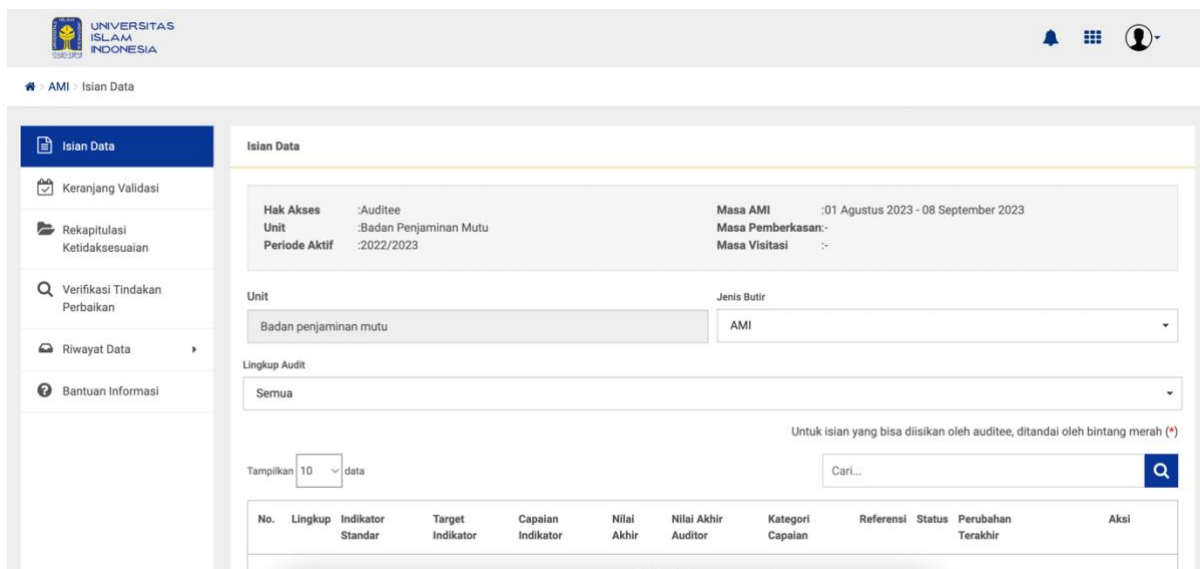 UNIVERSITAS
ISLAM
INDONESIA
AMI > Isian Data
Isian Data
Keranjang Validasi
Rekapitulasi
Ketidaksesuaian
Verifikasi Tindakan
Perbaikan
Riwayat Data
Bantuan Informasi
Isian Data
Hak Akses :Auditee
Unit :Badan Penjaminan Mutu
Periode Aktif :2022/2023
Masa AMI :01 Agustus 2023 - 08 September 2023
Masa Pemberkasan:-
Masa Visitasi :-
Unit
Badan penjaminan mutu
Jenis Butir
AMI
Lingkup Audit
Semua
Untuk isian yang bisa diisikan oleh auditee, ditandai oleh bintang merah (*)
Tampilkan 10 data
Cari...
No. Lingkup Indikator Standar Target Indikator Capaian Indikator Nilai Akhir Nilai Akhir Auditor Kategori Capaian Referensi Status Perubahan Terakhir Aksi